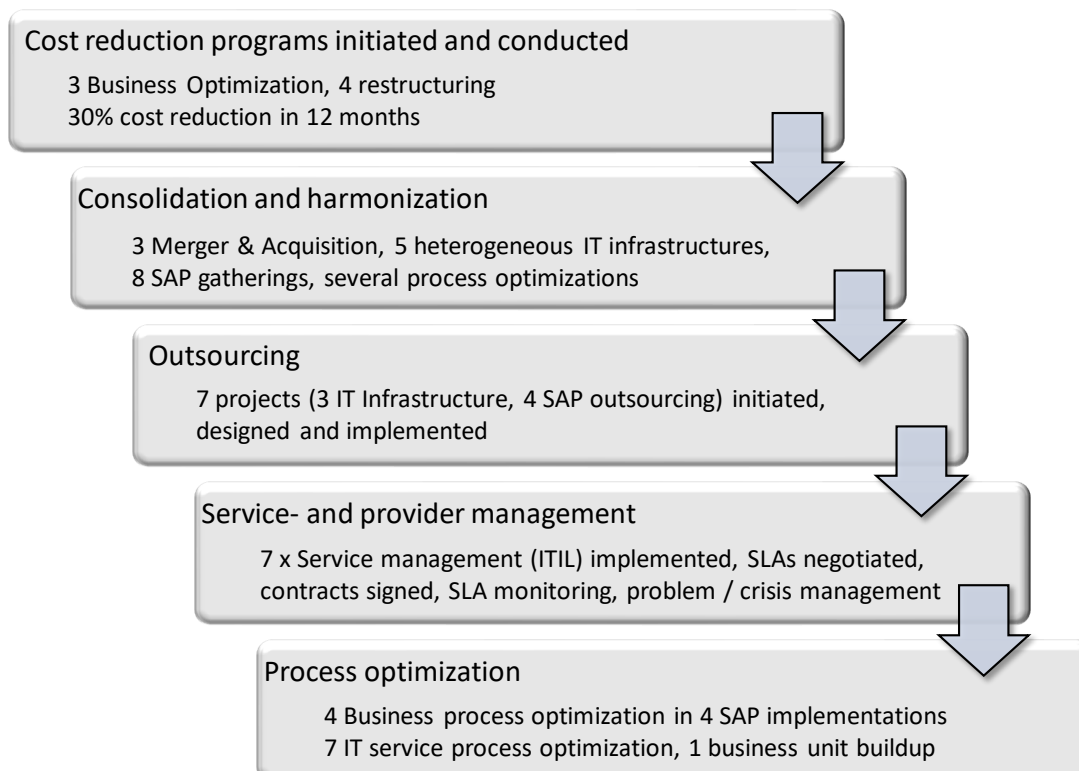 Cost reduction programs initiated and conducted
3 Business Optimization, 4 restructuring
30% cost reduction in 12 months
Consolidation and harmonization
3 Merger & Acquisition, 5 heterogeneous IT infrastructures,
8 SAP gatherings, several process optimizations
Outsourcing
7 projects (3 IT Infrastructure, 4 SAP outsourcing) initiated,
designed and implemented
Service- and provider management
7 x Service management (ITIL) implemented, SLAs negotiated,
contracts signed, SLA monitoring, problem / crisis management
Process optimization
4 Business process optimization in 4 SAP implementations
7 IT service process optimization, 1 business unit buildup